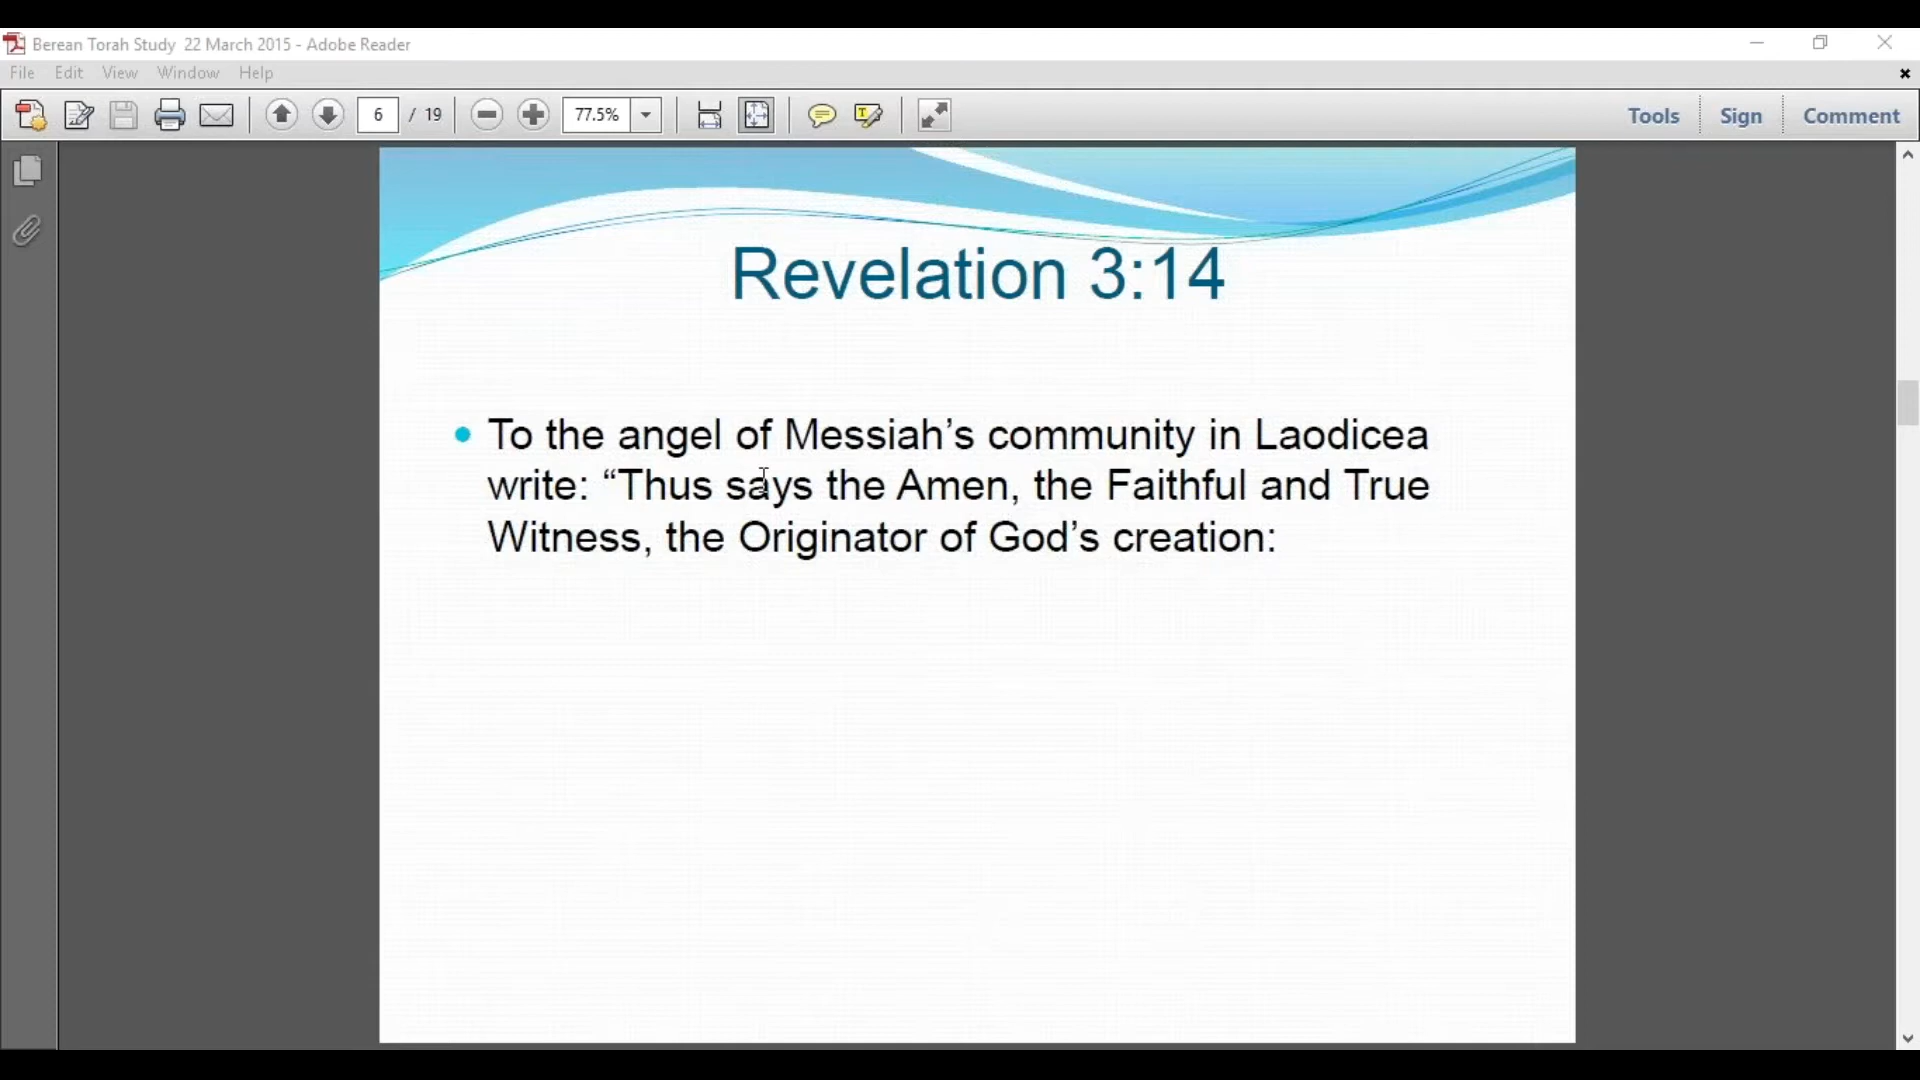 Berean Torah Study 22 March 2015 - Adobe Reader
File Edit View Window Help
6 / 19 77.5% Tools Sign Comment
Revelation 3:14
• To the angel of Messiah’s community in Laodicea
write: “Thus says the Amen, the Faithful and True
Witness, the Originator of God’s creation: